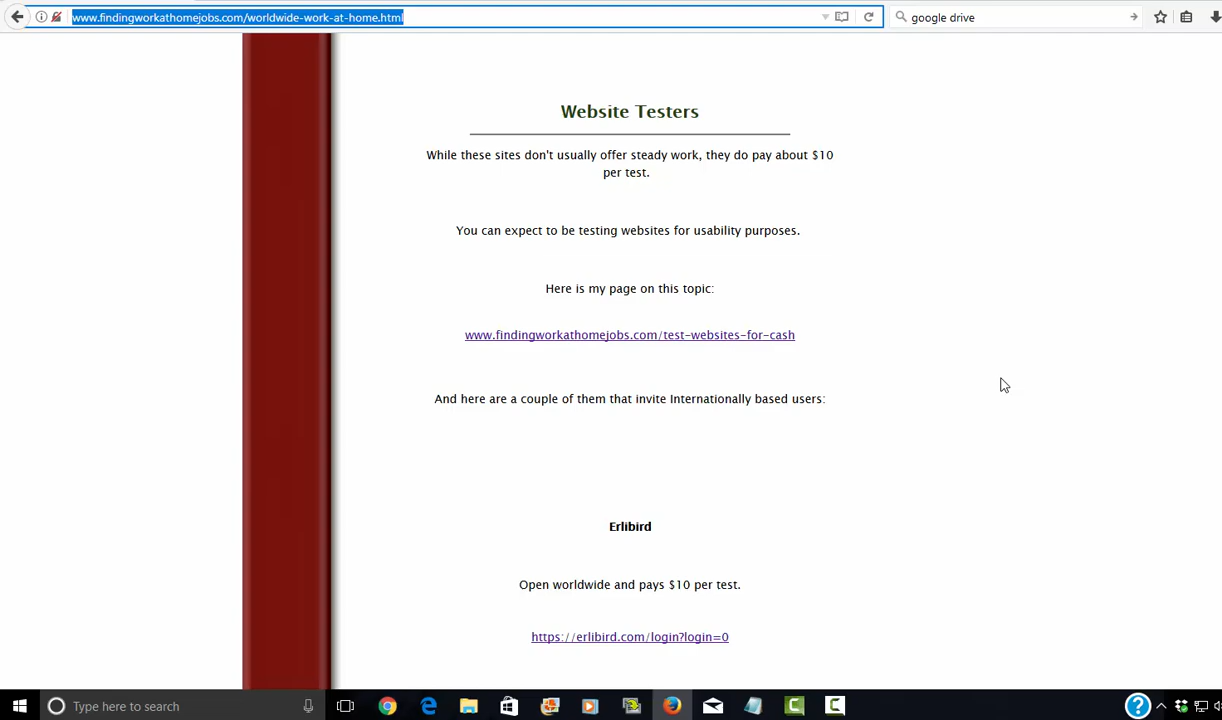 www.findingworkathomejobs.com/worldwide-work-at-home.html
google drive
Website Testers
While these sites don't usually offer steady work, they do pay about $10
per test.
You can expect to be testing websites for usability purposes.
Here is my page on this topic:
www.findingworkathomejobs.com/test-websites-for-cash
And here are a couple of them that invite Internationally based users:
Erlibird
Open worldwide and pays $10 per test.
https://erlibird.com/login?login=0
Type here to search